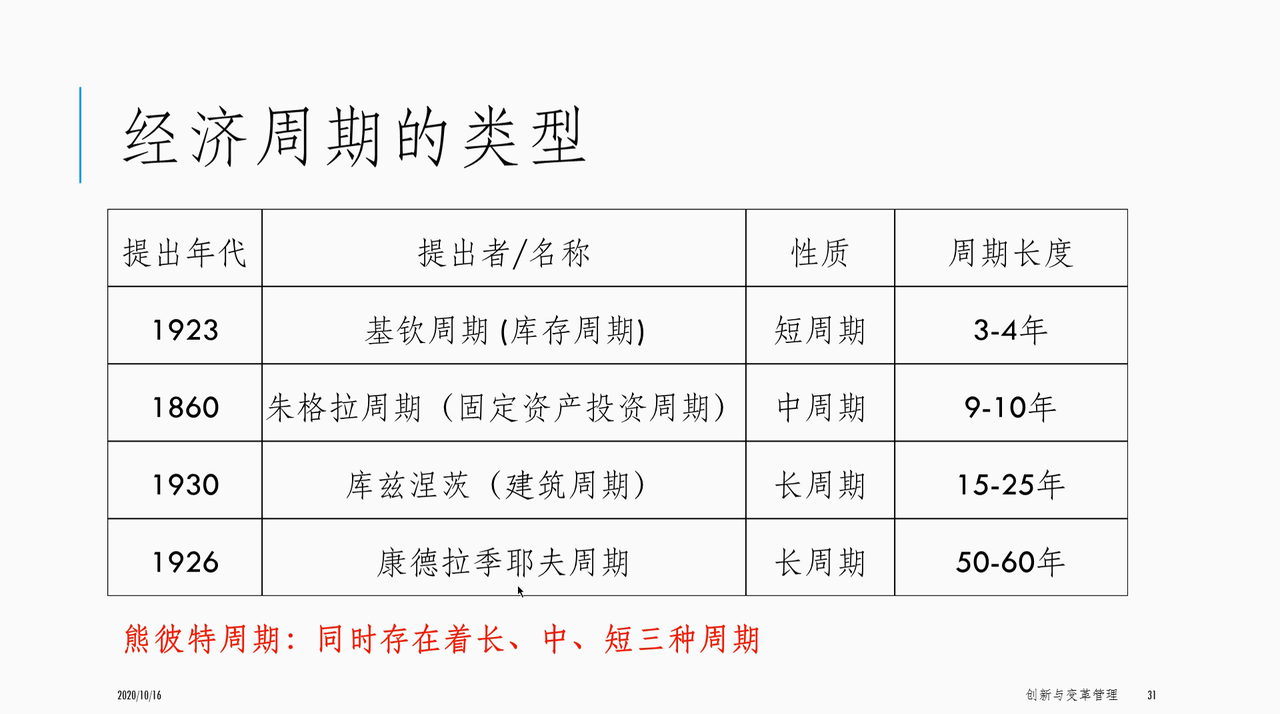 经济周期的类型
提出年代 提出者/名称 性质 周期长度
1923 基钦周期 (库存周期) 短周期 3-4年
1860 朱格拉周期（固定资产投资周期） 中周期 9-10年
1930 库兹涅茨（建筑周期） 长周期 15-25年
1926 康德拉季耶夫周期 长周期 50-60年
熊彼特周期：同时存在着长、中、短三种周期
2020/10/16 创新与变革管理 31